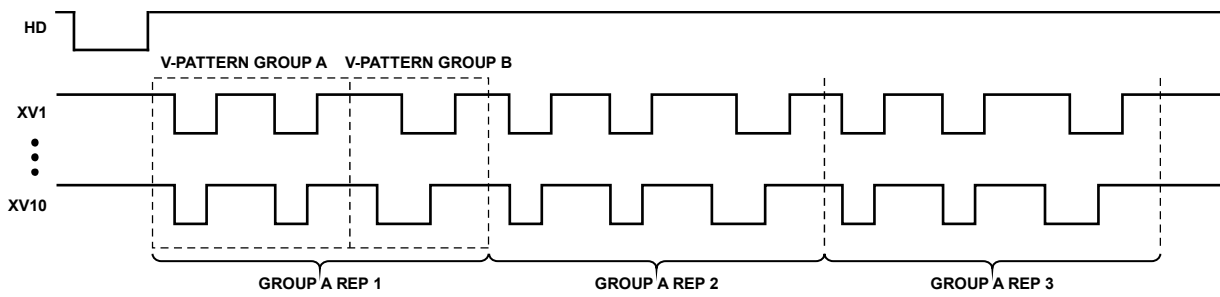 HD
V-PATTERN GROUP A V-PATTERN GROUP B
XV1
XV10
GROUP A REP 1 GROUP A REP 2 GROUP A REP 3